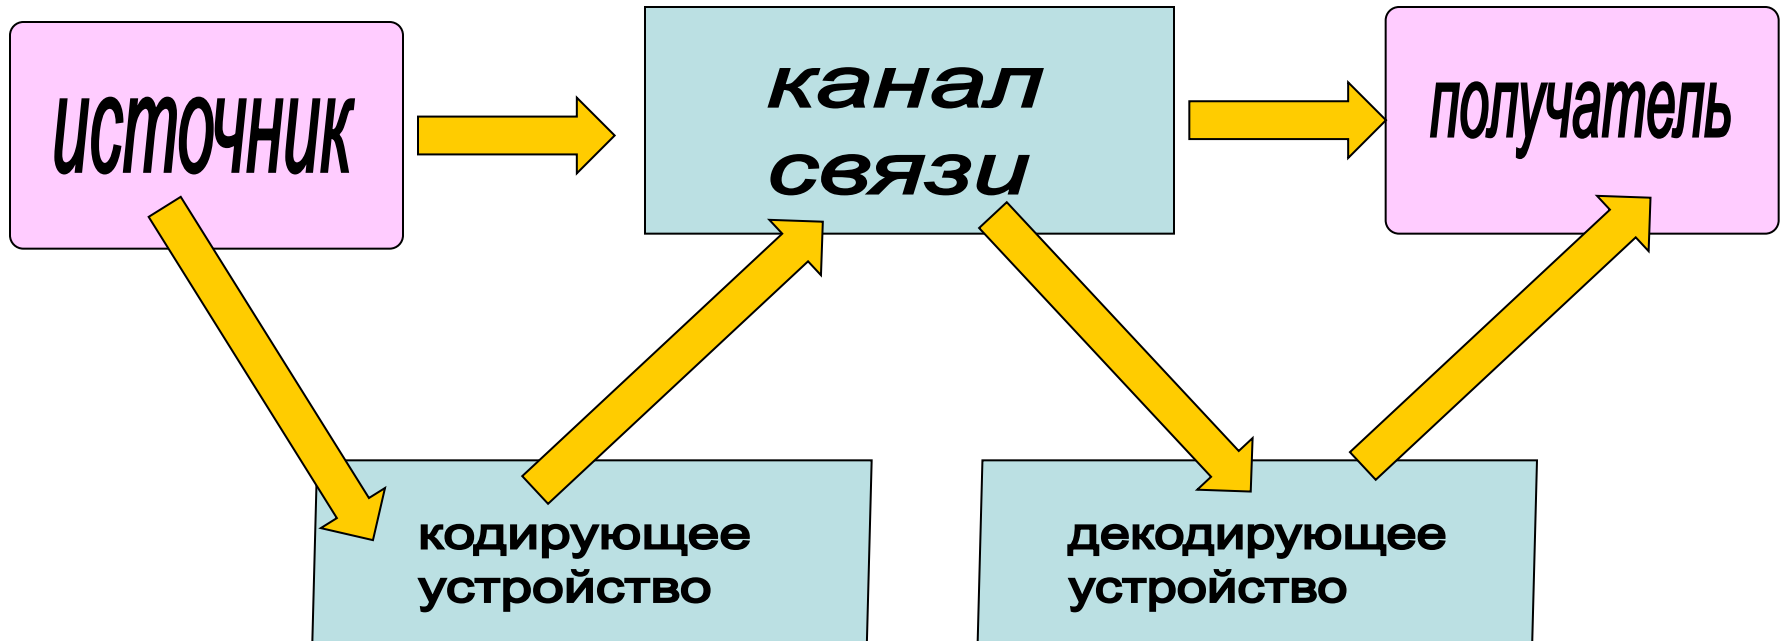 источник
канал
связи
получатель
кодирующее
устройство
декодирующее
устройство